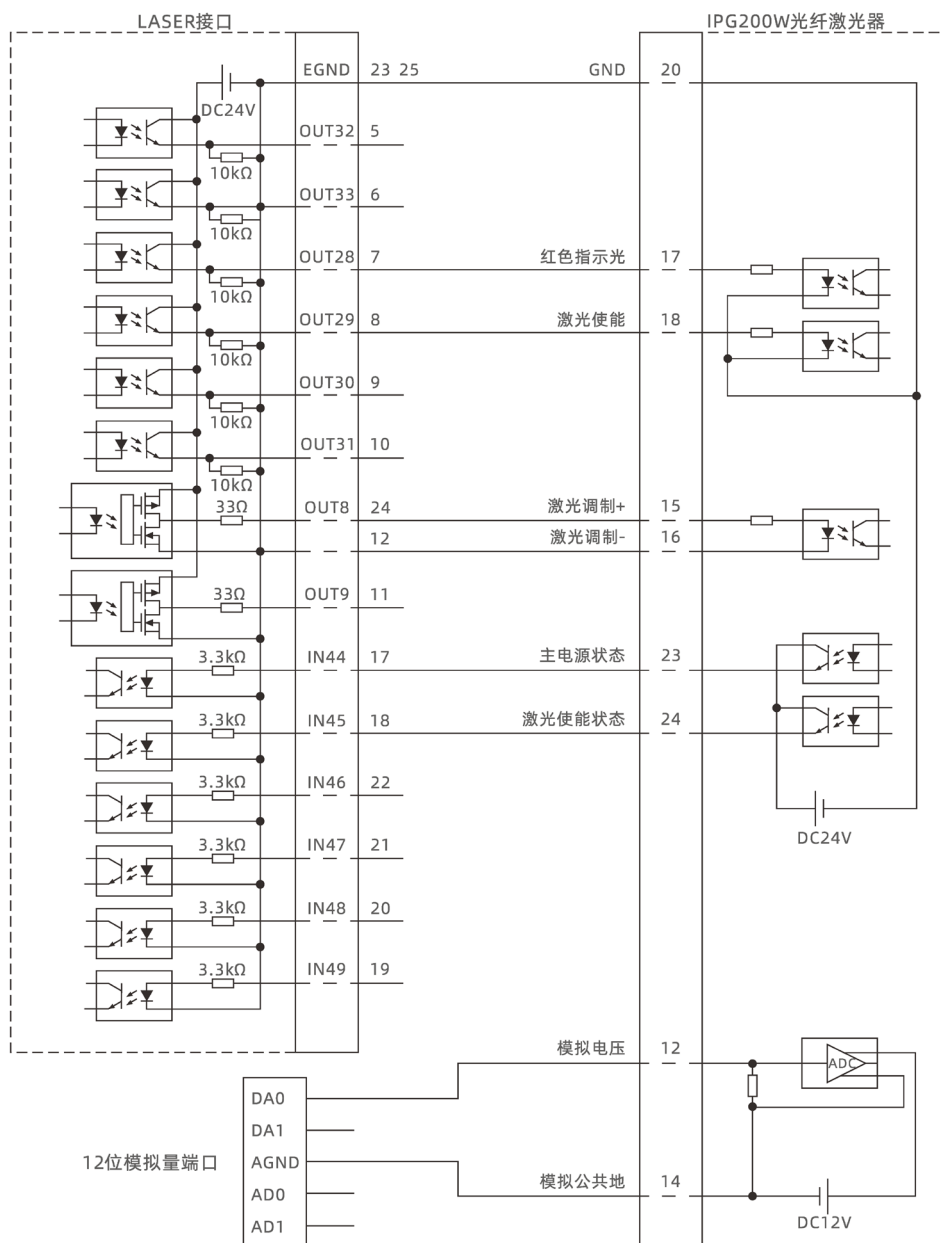 LASER接口 IPG200W光纤激光器
EGND 23 25 GND 20
DC24V
OUT32 5
10kΩ
OUT33 6
10kΩ
OUT28 7 红色指示光 17
10kΩ
OUT29 8 激光使能 18
10kΩ
OUT30 9
10kΩ
OUT31 10
10kΩ
33Ω OUT8 24 激光调制+ 15
12 激光调制- 16
33Ω OUT9 11
3.3kΩ IN44 17 主电源状态 23
3.3kΩ IN45 18 激光使能状态 24
3.3kΩ IN46 22
DC24V
3.3kΩ IN47 21
3.3kΩ IN48 20
3.3kΩ IN49 19
模拟电压 12
ADC
DA0
DA1
12位模拟量端口 AGND
模拟公共地 14
AD0
DC12V
AD1